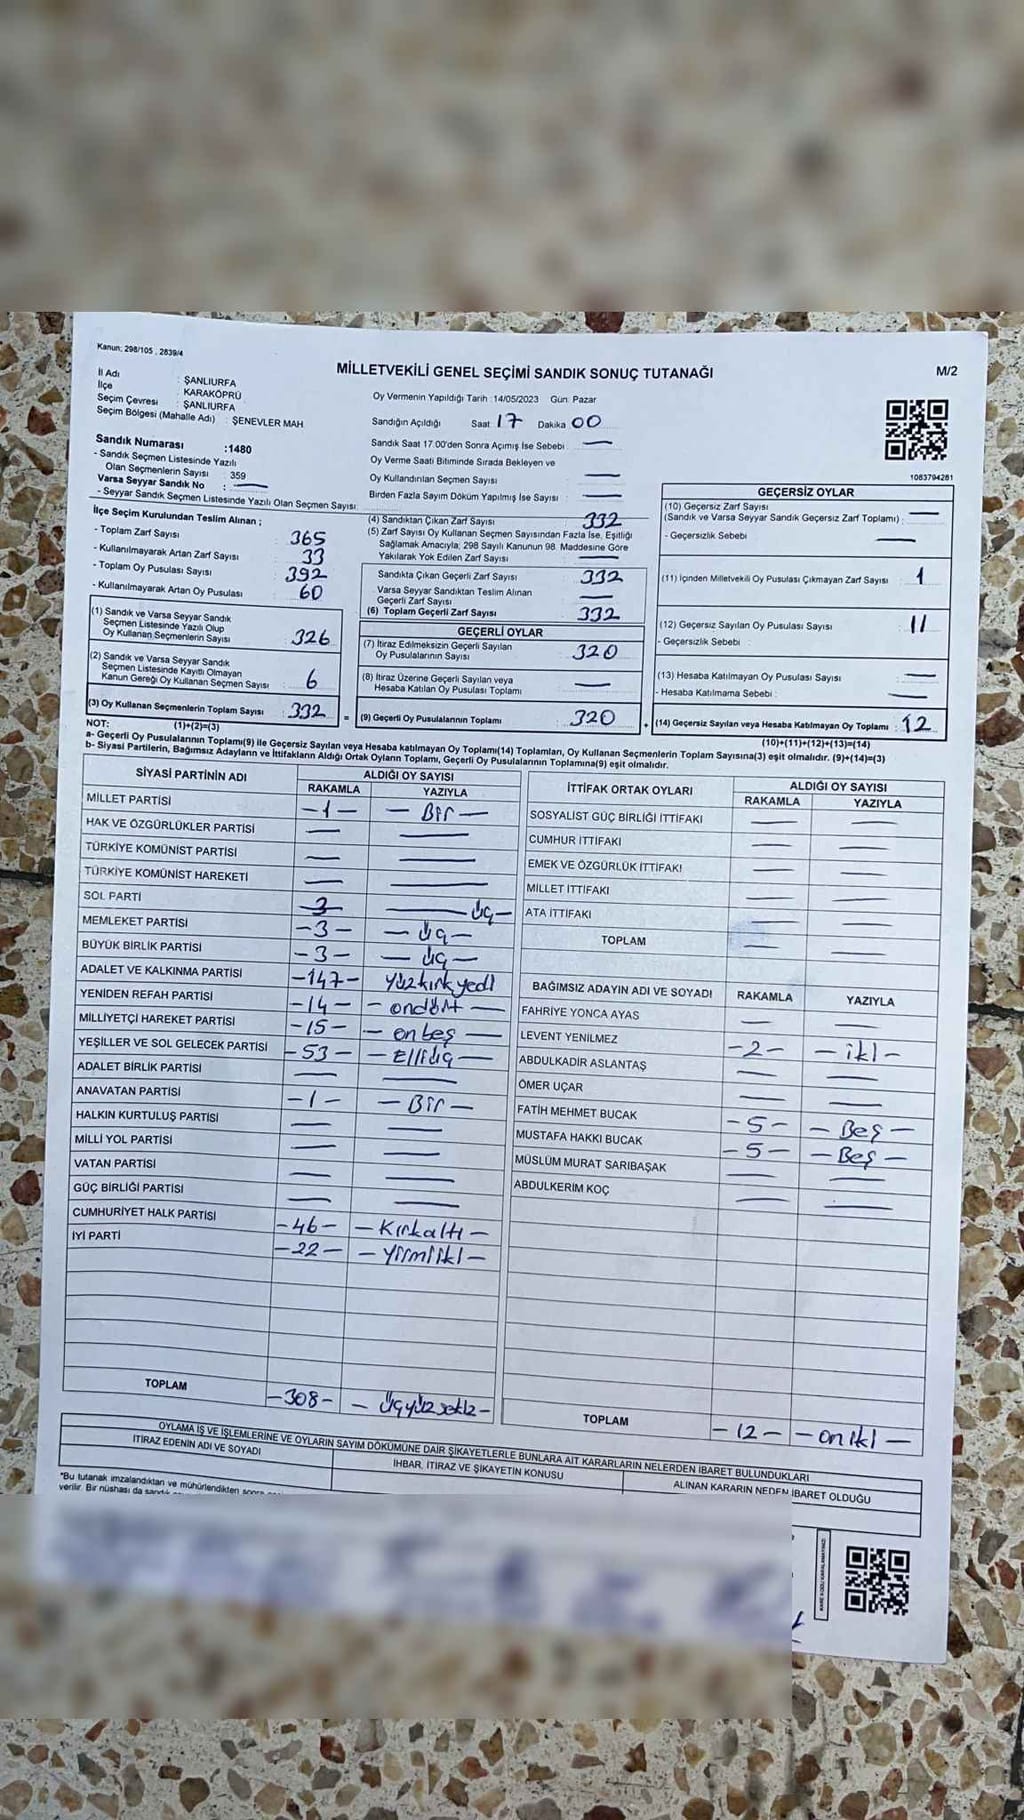 Kanun; 298/105 , 2839/4
MİLLETVEKİLİ GENEL SEÇİMİ SANDIK SONUÇ TUTANAĞI
M/2
İl Adı : ŞANLIURFA
İlçe KARAKÖPRÜ
Seçim Çevresi : ŞANLIURFA
Seçim Bölgesi (Mahalle Adı) : ŞENEVLER MAH
Sandık Numarası :1480
- Sandık Seçmen Listesinde Yazılı
Olan Seçmenlerin Sayısı 359
Varsa Seyyar Sandık No : —
- Seyyar Sandık Seçmen Listesinde Yazılı Olan Seçmen Sayısı:
Oy Vermenin Yapıldığı Tarih : 14/05/2023 Gün: Pazar
Sandığın Açıldığı Saat 17 Dakika 00
Sandık Saat 17.00'den Sonra Açımış İse Sebebi : —
Oy Verme Saati Bitiminde Sırada Bekleyen ve
Oy Kullandırılan Seçmen Sayısı —
Birden Fazla Sayım Döküm Yapılmış İse Sayısı : —
1083794281
İlçe Seçim Kurulundan Teslim Alınan ;
- Toplam Zarf Sayısı 365
- Kullanılmayarak Artan Zarf Sayısı 33
- Toplam Oy Pusulası Sayısı 392
- Kullanılmayarak Artan Oy Pusulası 60
(1) Sandık ve Varsa Seyyar Sandık
Seçmen Listesinde Yazılı Olup
Oy Kullanan Seçmenlerin Sayısı 326
(2) Sandık ve Varsa Seyyar Sandık
Seçmen Listesinde Kayıtlı Olmayan
Kanun Gereği Oy Kullanan Seçmen Sayısı 6
(3) Oy Kullanan Seçmenlerin Toplam Sayısı 332 =
(4) Sandıktan Çıkan Zarf Sayısı 332
(5) Zarf Sayısı Oy Kullanan Seçmen Sayısından Fazla İse, Eşitliği
Sağlamak Amacıyla; 298 Sayılı Kanunun 98. Maddesine Göre
Yakılarak Yok Edilen Zarf Sayısı —
Sandıkta Çıkan Geçerli Zarf Sayısı 332
Varsa Seyyar Sandıktan Teslim Alınan
Geçerli Zarf Sayısı —
(6) Toplam Geçerli Zarf Sayısı 332
GEÇERLİ OYLAR
(7) İtiraz Edilmeksizin Geçerli Sayılan
Oy Pusulalarının Sayısı 320
(8) İtiraz Üzerine Geçerli Sayılan veya
Hesaba Katılan Oy Pusulası Toplamı —
(9) Geçerli Oy Pusulalarının Toplamı 320 +
GEÇERSİZ OYLAR
(10) Geçersiz Zarf Sayısı
(Sandık ve Varsa Seyyar Sandık Geçersiz Zarf Toplamı) : —
- Geçersizlik Sebebi —
(11) İçinden Milletvekili Oy Pusulası Çıkmayan Zarf Sayısı 1
(12) Geçersiz Sayılan Oy Pusulası Sayısı 11
- Geçersizlik Sebebi :
(13) Hesaba Katılmayan Oy Pusulası Sayısı —
- Hesaba Katılmama Sebebi : —
(14) Geçersiz Sayılan veya Hesaba Katılmayan Oy Toplamı 12
NOT: (1)+(2)=(3)
(10)+(11)+(12)+(13)=(14)
a- Geçerli Oy Pusulalarının Toplamı(9) ile Geçersiz Sayılan veya Hesaba katılmayan Oy Toplamı(14) Toplamları, Oy Kullanan Seçmenlerin Toplam Sayısına(3) eşit olmalıdır. (9)+(14)=(3)
b- Siyasi Partilerin, Bağımsız Adayların ve İttifakların Aldığı Oy Sayıları ile Ortak Oyların Toplamı, Geçerli Oy Pusulalarının Toplamına(9) eşit olmalıdır.
SİYASİ PARTİNİN ADI ALDIĞI OY SAYISI
RAKAMLA YAZIYLA
MİLLET PARTİSİ -1- - Bir -
HAK VE ÖZGÜRLÜKLER PARTİSİ — —
TÜRKİYE KOMÜNİST PARTİSİ — —
TÜRKİYE KOMÜNİST HAREKETİ — —
SOL PARTİ 3 Üç -
MEMLEKET PARTİSİ -3- - Üç -
BÜYÜK BİRLİK PARTİSİ -3- - Üç -
ADALET VE KALKINMA PARTİSİ -147- Yüzkırkyedi
YENİDEN REFAH PARTİSİ -14- - ondört -
MİLLİYETÇİ HAREKET PARTİSİ -15- - onbeş -
YEŞİLLER VE SOL GELECEK PARTİSİ -53- - Elliüç -
ADALET BİRLİK PARTİSİ — —
ANAVATAN PARTİSİ -1- - Bir -
HALKIN KURTULUŞ PARTİSİ — —
MİLLİ YOL PARTİSİ — —
VATAN PARTİSİ — —
GÜÇ BİRLİĞİ PARTİSİ — —
CUMHURİYET HALK PARTİSİ -46- - Kırkaltı -
İYİ PARTİ -22- - Yirmiiki -
TOPLAM -308- - Üçyüzsekiz -
İTTİFAK ORTAK OYLARI ALDIĞI OY SAYISI
RAKAMLA YAZIYLA
SOSYALİST GÜÇ BİRLİĞİ İTTİFAKI — —
CUMHUR İTTİFAKI — —
EMEK VE ÖZGÜRLÜK İTTİFAKI — —
MİLLET İTTİFAKI — —
ATA İTTİFAKI — —
TOPLAM — —
BAĞIMSIZ ADAYIN ADI VE SOYADI RAKAMLA YAZIYLA
FAHRİYE YONCA AYAS — —
LEVENT YENİLMEZ -2- - iki -
ABDULKADİR ASLANTAŞ — —
ÖMER UÇAR — —
FATİH MEHMET BUCAK -5- - Beş -
MUSTAFA HAKKI BUCAK -5- - Beş -
MÜSLÜM MURAT SARIBAŞAK — —
ABDULKERİM KOÇ — —
TOPLAM -12- - oniki -
OYLAMA İŞ VE İŞLEMLERİNE VE OYLARIN SAYIM DÖKÜMÜNE DAİR ŞİKAYETLERLE BUNLARA AİT KARARLARIN NELERDEN İBARET BULUNDUKLARI
İTİRAZ EDENİN ADI VE SOYADI İHBAR, İTİRAZ VE ŞİKAYETİN KONUSU ALINAN KARARIN NEDEN İBARET OLDUĞU
"Bu tutanak imzalandıktan ve mühürlendikten sonra
verilir. Bir nüshası da sandık